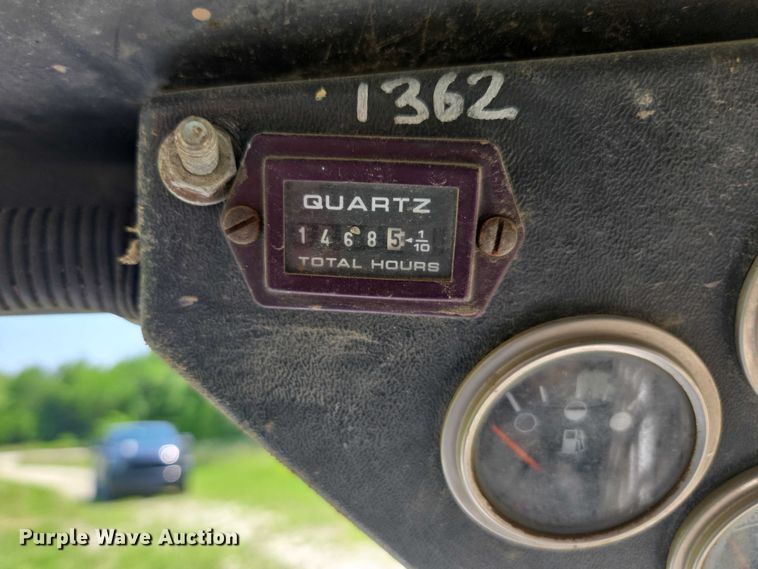 1362
QUARTZ
14685 1/10
TOTAL HOURS
Purple Wave Auction